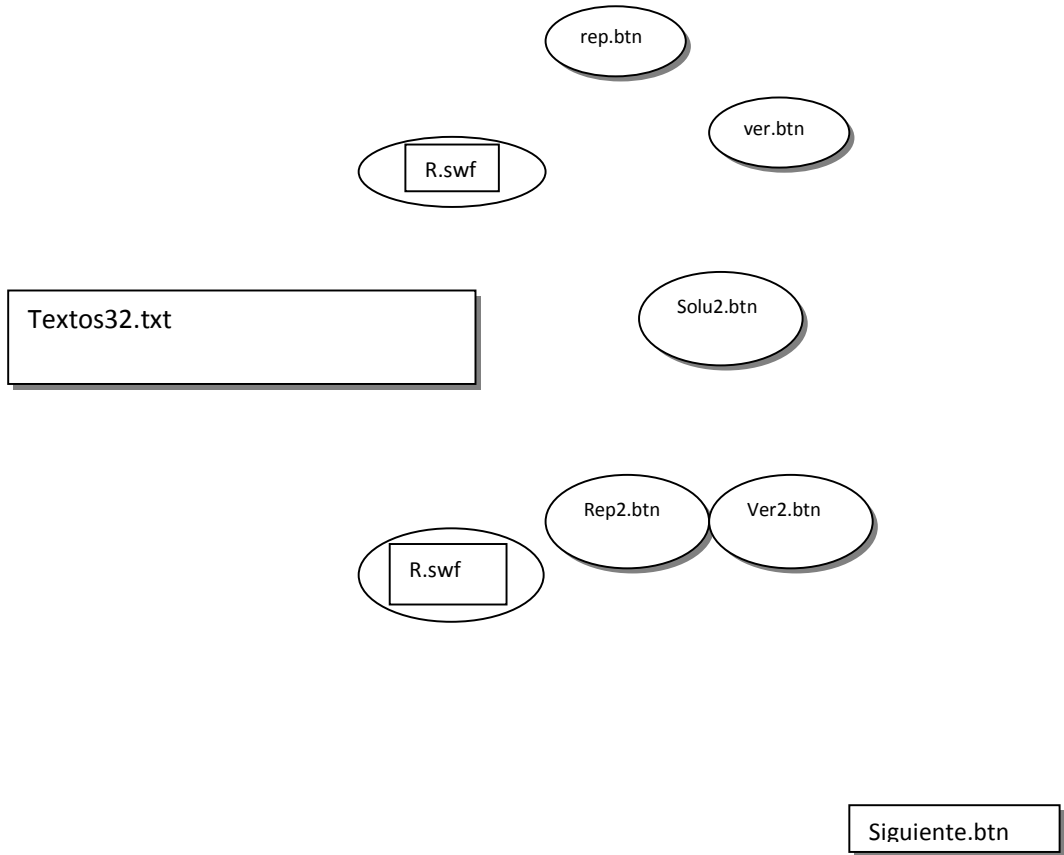 rep.btn
ver.btn
R.swf
Solu2.btn
Textos32.txt
Rep2.btn
Ver2.btn
R.swf
Siguiente.btn